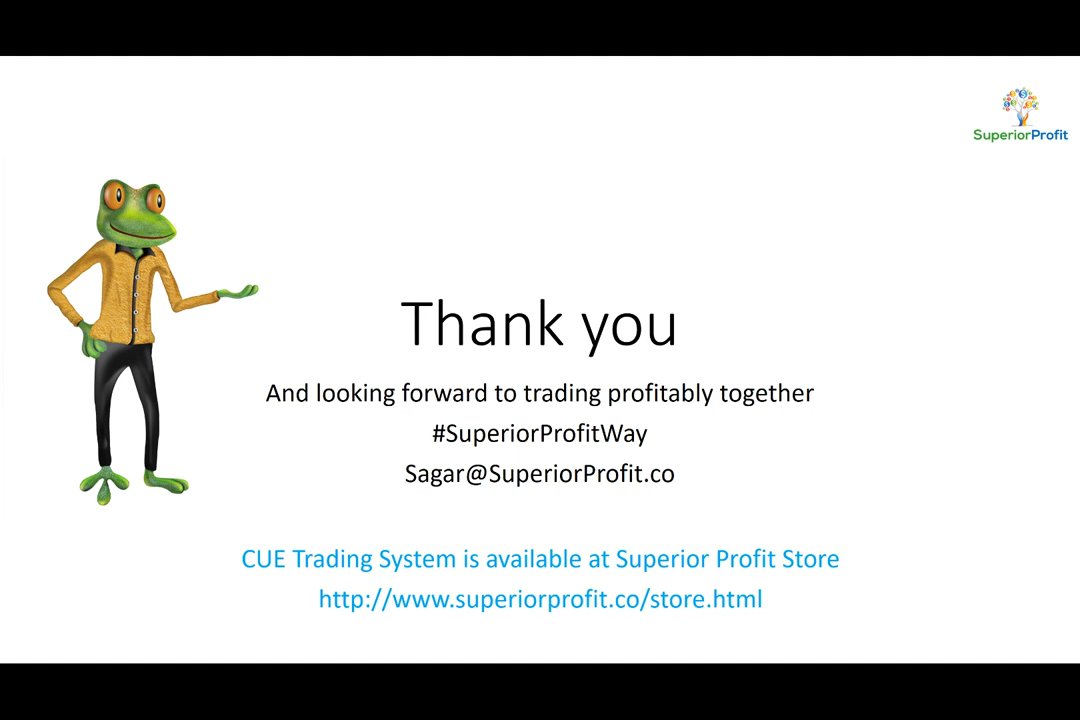 SuperiorProfit
Thank you
And looking forward to trading profitably together
#SuperiorProfitWay
Sagar@SuperiorProfit.co
CUE Trading System is available at Superior Profit Store
http://www.superiorprofit.co/store.html